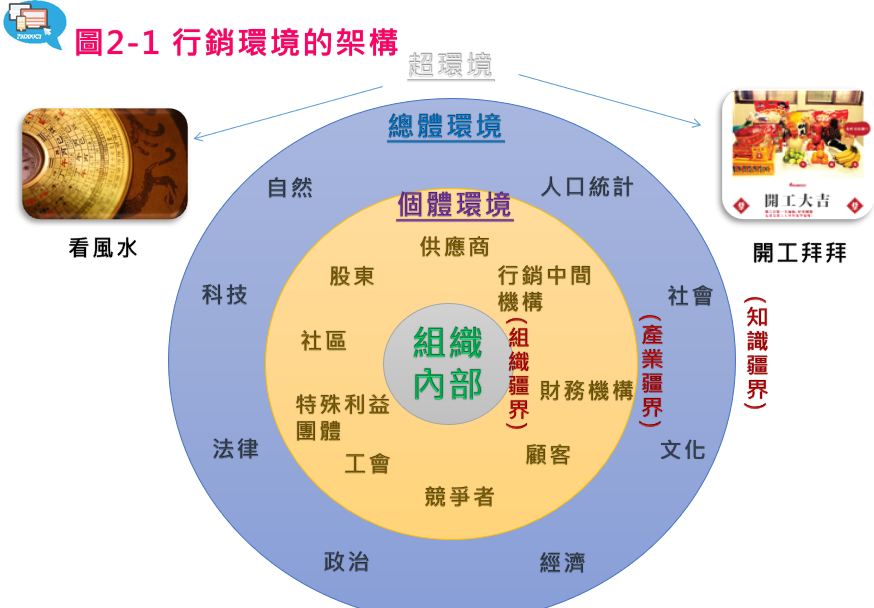 PRODUCT
圖2-1 行銷環境的架構
超環境
總體環境
自然
人口統計
個體環境
供應商
股東
行銷中間
機構
看風水
開工大吉
開工拜拜
科技
社會
社區
組織
內部
(組織疆界)
(產業疆界)
(知識疆界)
財務機構
特殊利益
團體
法律
文化
工會
顧客
競爭者
政治
經濟